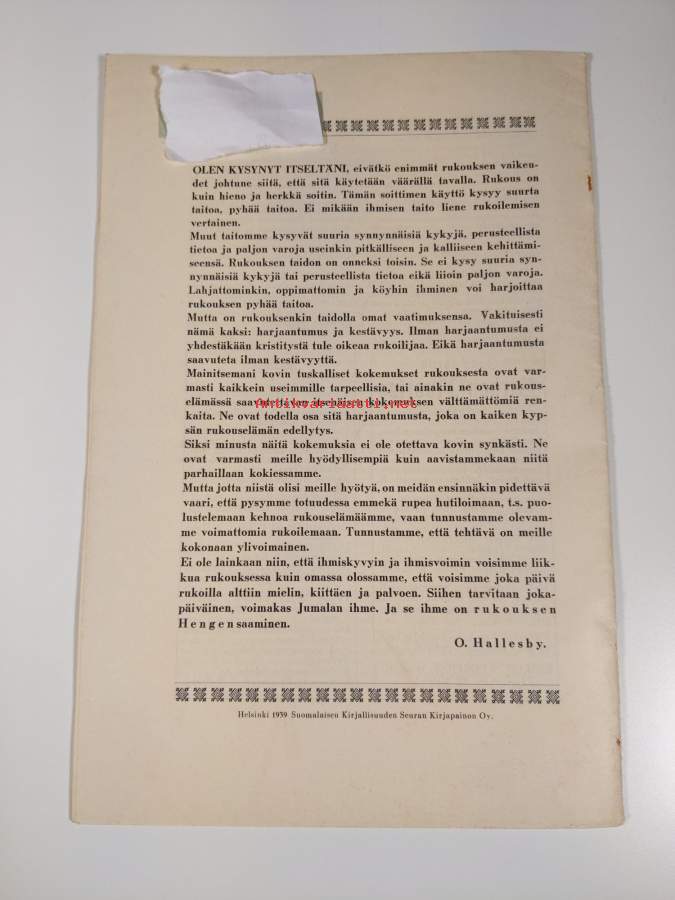 OLEN KYSYNYT ITSELTÄNI, eivätkö enimmät rukouksen vaikeu-
det johtune siitä, että sitä käytetään väärällä tavalla. Rukous on
kuin hieno ja herkkä soitin. Tämän soittimen käyttö kysyy suurta
taitoa, pyhää taitoa. Ei mikään ihmisen taito liene rukoilemisen
vertainen.
Muut taitomme kysyvät suuria synnynnäisiä kykyjä, perusteellista
tietoa ja paljon varoja useinkin pitkälliseen ja kalliiseen kehittämi-
seensä. Rukouksen taidon on onneksi toisin. Se ei kysy suuria syn-
nynnäisiä kykyjä tai perusteellista tietoa eikä liioin paljon varoja.
Lahjattominkin, oppimattomin ja köyhin ihminen voi harjoittaa
rukouksen pyhää taitoa.
Mutta on rukouksenkin taidolla omat vaatimuksensa. Vakituisesti
nämä kaksi: harjaantumus ja kestävyys. Ilman harjaantumusta ei
yhdestäkään kristitystä tule oikeaa rukoilijaa. Eikä harjaantumusta
saavuteta ilman kestävyyttä.
Mainitsemani kovin tuskalliset kokemukset rukouksesta ovat var-
masti kaikkein useimmille tarpeellisia, tai ainakin ne ovat rukous-
elämässä saavutettavan itsenäisen kokemuksen välttämättömiä ren-
Antikvariaatti.net
kaita. Ne ovat todella osa sitä harjaantumusta, joka on kaiken kyp-
sän rukouselämän edellytys.
Siksi minusta näitä kokemuksia ei ole otettava kovin synkästi. Ne
ovat varmasti meille hyödyllisempiä kuin aavistammekaan niitä
parhaillaan kokiessamme.
Mutta jotta niistä olisi meille hyötyä, on meidän ensinnäkin pidettävä
vaari, että pysymme totuudessa emmekä rupea hutiloimaan, t.s. puo-
lustelemaan kehnoa rukouselämäämme, vaan tunnustamme olevam-
me voimattomia rukoilemaan. Tunnustamme, että tehtävä on meille
kokonaan ylivoimainen.
Ei ole lainkaan niin, että ihmiskyvyin ja ihmisvoimin voisimme liik-
kua rukouksessa kuin omassa olossamme, että voisimme joka päivä
rukoilla alttiin mielin, kiittäen ja palvoen. Siihen tarvitaan joka-
päiväinen, voimakas Jumalan ihme. Ja se ihme on rukouksen
Hengen saaminen.
O. Hallesby.
Helsinki 1939 Suomalaisen Kirjallisuuden Seuran Kirjapainon Oy.